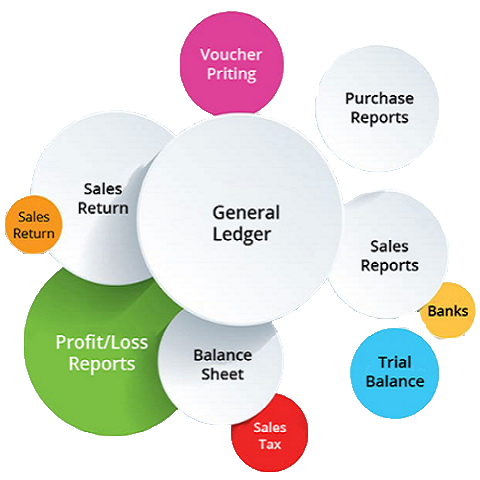 Voucher
Priting
Purchase
Reports
Sales
Return
General
Ledger
Sales
Return
Sales
Reports
Banks
Profit/Loss
Reports
Balance
Sheet
Trial
Balance
Sales
Tax